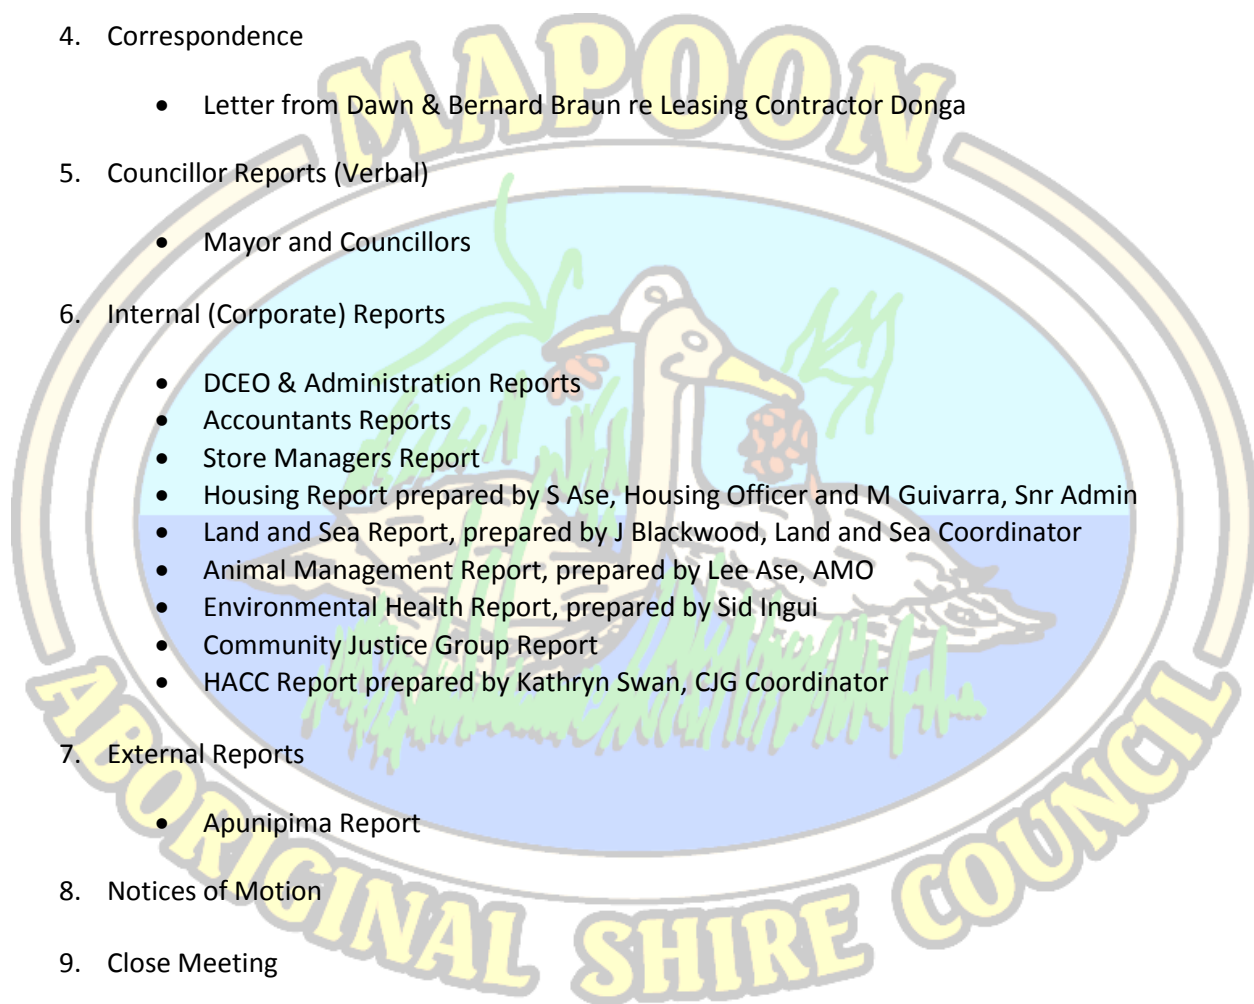 MAPOON
4. Correspondence
• Letter from Dawn & Bernard Braun re Leasing Contractor Donga
5. Councillor Reports (Verbal)
• Mayor and Councillors
6. Internal (Corporate) Reports
• DCEO & Administration Reports
• Accountants Reports
• Store Managers Report
• Housing Report prepared by S Ase, Housing Officer and M Guivarra, Snr Admin
• Land and Sea Report, prepared by J Blackwood, Land and Sea Coordinator
• Animal Management Report, prepared by Lee Ase, AMO
• Environmental Health Report, prepared by Sid Ingui
• Community Justice Group Report
• HACC Report prepared by Kathryn Swan, CJG Coordinator
7. External Reports
• Apunipima Report
8. Notices of Motion
9. Close Meeting
ABORIGINAL SHIRE COUNCIL